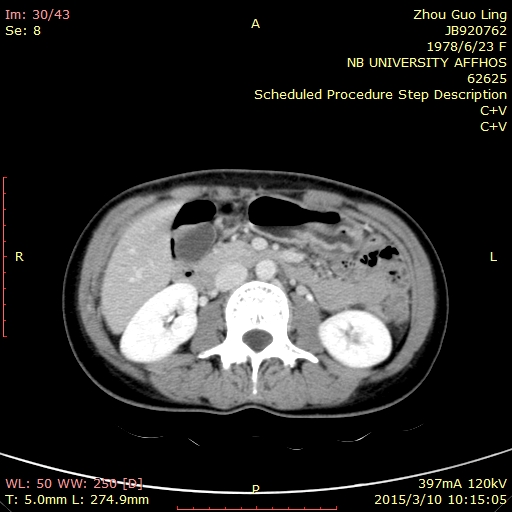 Im: 30/43
Se: 8
A
Zhou Guo Ling
JB920762
1978/6/23 F
NB UNIVERSITY AFFHOS
62625
Scheduled Procedure Step Description
C+V
C+V
R
L
WL: 50 WW: 250 [D]
T: 5.0mm L: 274.9mm
P
397mA 120kV
2015/3/10 10:15:05